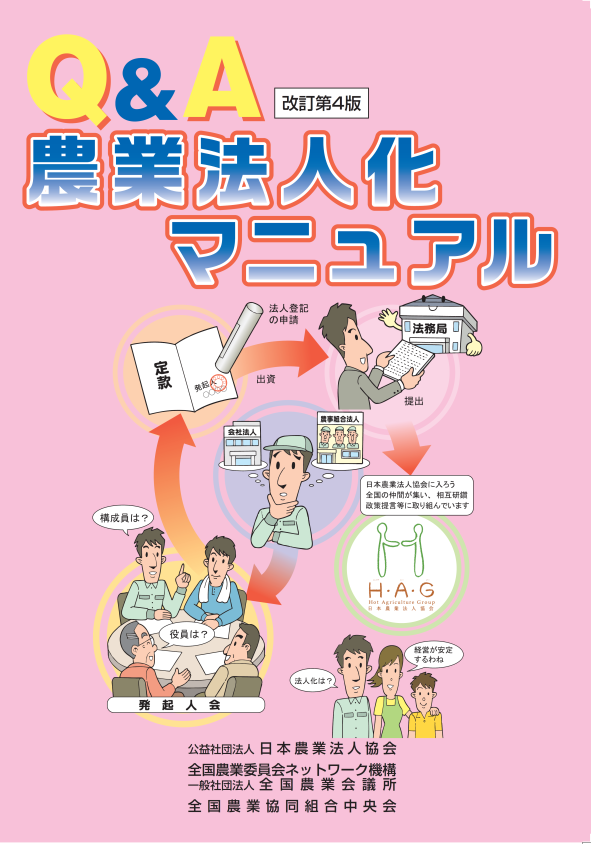 Q&A
改訂第4版
農業法人化
マニュアル
法人登記
の申請
法務局
定款
発起人
出資
提出
会社法人
農事組合法人
日本農業法人協会に入ろう
全国の仲間が集い、相互研鑽
政策提言等に取り組んでいます
構成員は？
H・A・G
Hot Agriculture Group
日本農業法人協会
役員は？
経営が安定
するわね
法人化は？
発起人会
公益社団法人 日本農業法人協会
全国農業委員会ネットワーク機構
一般社団法人 全国農業会議所
全国農業協同組合中央会